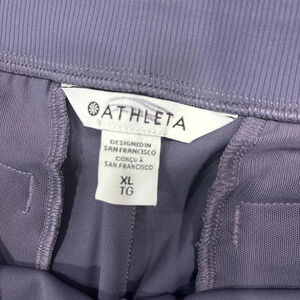 ATHLETA
DESIGNED IN
SAN FRANCISCO
CONÇU À
SAN FRANCISCO
XL
TG